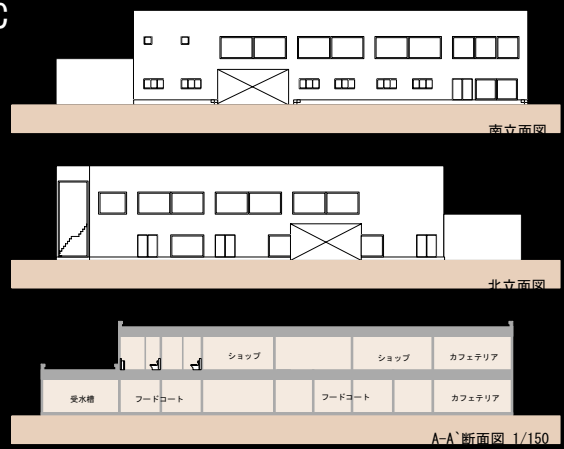 C
南立面図
北立面図
ショップ ショップ カフェテリア
受水槽 フードコート フードコート カフェテリア
A-A`断面図 1/150